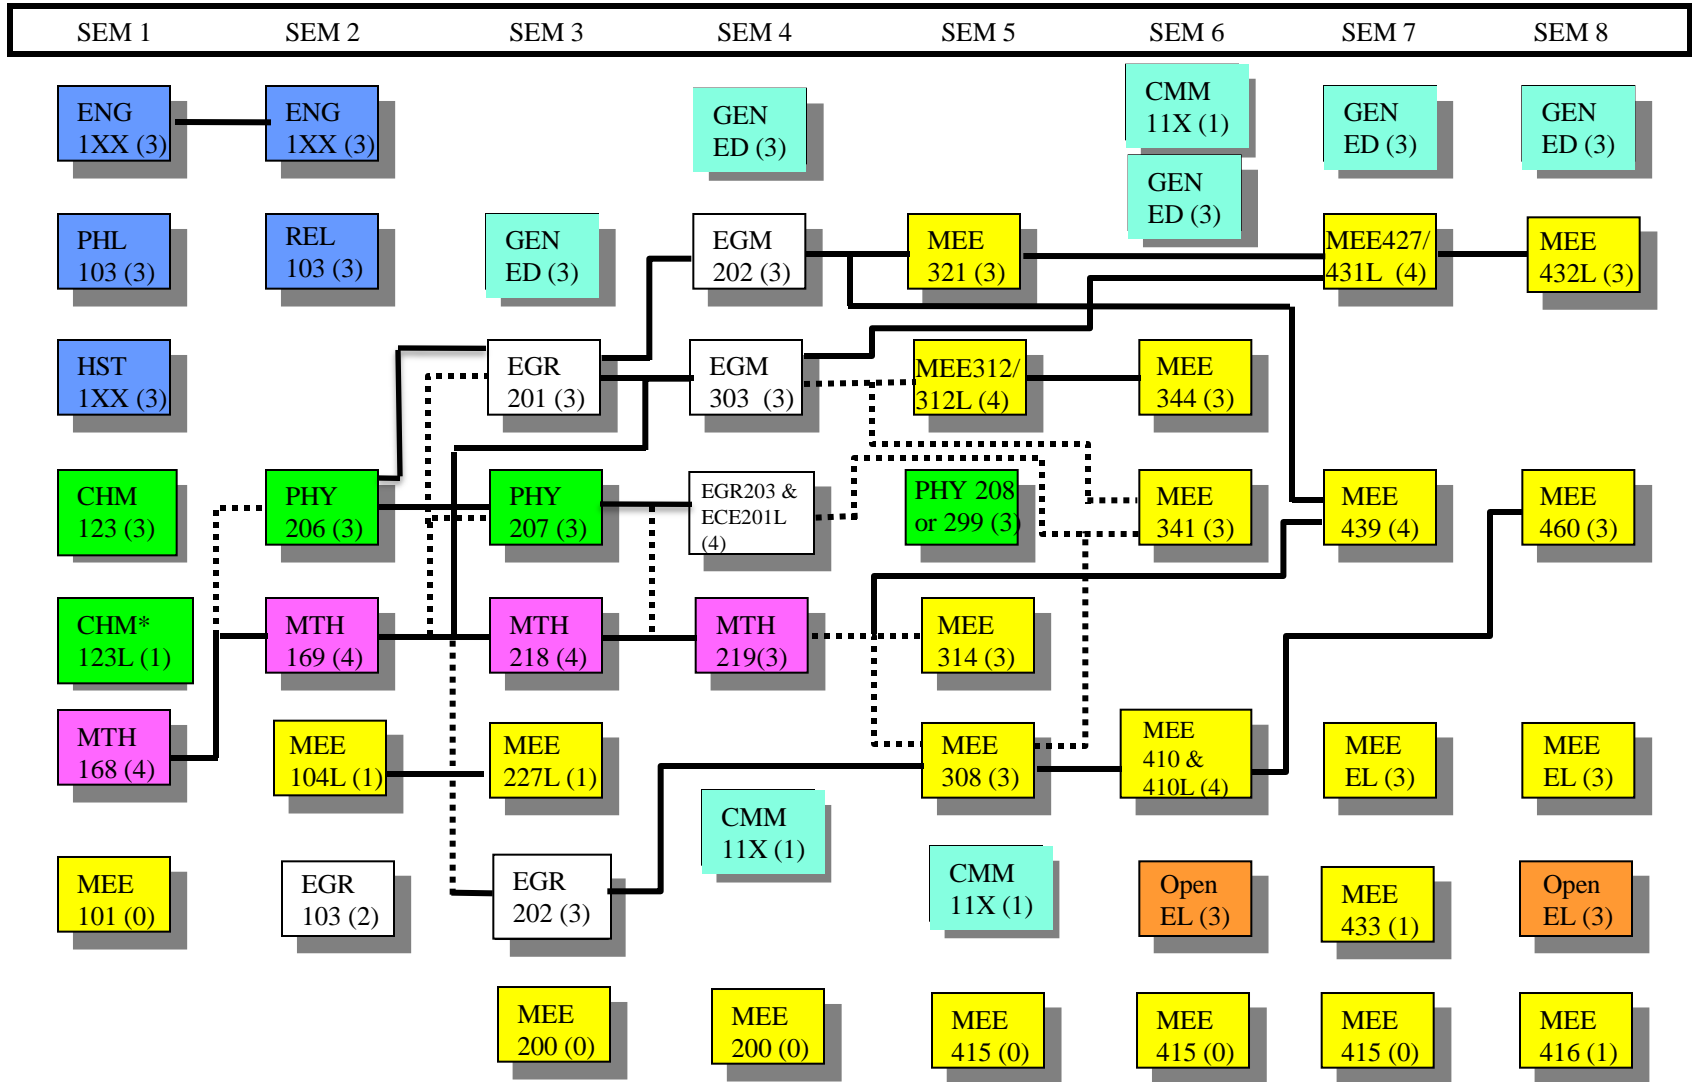 SEM 1
SEM 2
SEM 3
SEM 4
SEM 5
SEM 6
SEM 7
SEM 8
ENG
1XX (3)
ENG
1XX (3)
GEN
ED (3)
CMM
11X (1)
GEN
ED (3)
GEN
ED (3)
GEN
ED (3)
PHL
103 (3)
REL
103 (3)
GEN
ED (3)
EGM
202 (3)
MEE
321 (3)
MEE427/
431L (4)
MEE
432L (3)
HST
1XX (3)
EGR
201 (3)
EGM
303 (3)
MEE312/
312L (4)
MEE
344 (3)
CHM
123 (3)
PHY
206 (3)
PHY
207 (3)
EGR203 &
ECE201L
(4)
PHY 208
or 299 (3)
MEE
341 (3)
MEE
439 (4)
MEE
460 (3)
CHM*
123L (1)
MTH
169 (4)
MTH
218 (4)
MTH
219(3)
MEE
314 (3)
MTH
168 (4)
MEE
104L (1)
MEE
227L (1)
MEE
308 (3)
MEE
410 &
410L (4)
MEE
EL (3)
MEE
EL (3)
CMM
11X (1)
MEE
101 (0)
EGR
103 (2)
EGR
202 (3)
CMM
11X (1)
Open
EL (3)
MEE
433 (1)
Open
EL (3)
MEE
200 (0)
MEE
200 (0)
MEE
415 (0)
MEE
415 (0)
MEE
415 (0)
MEE
416 (1)